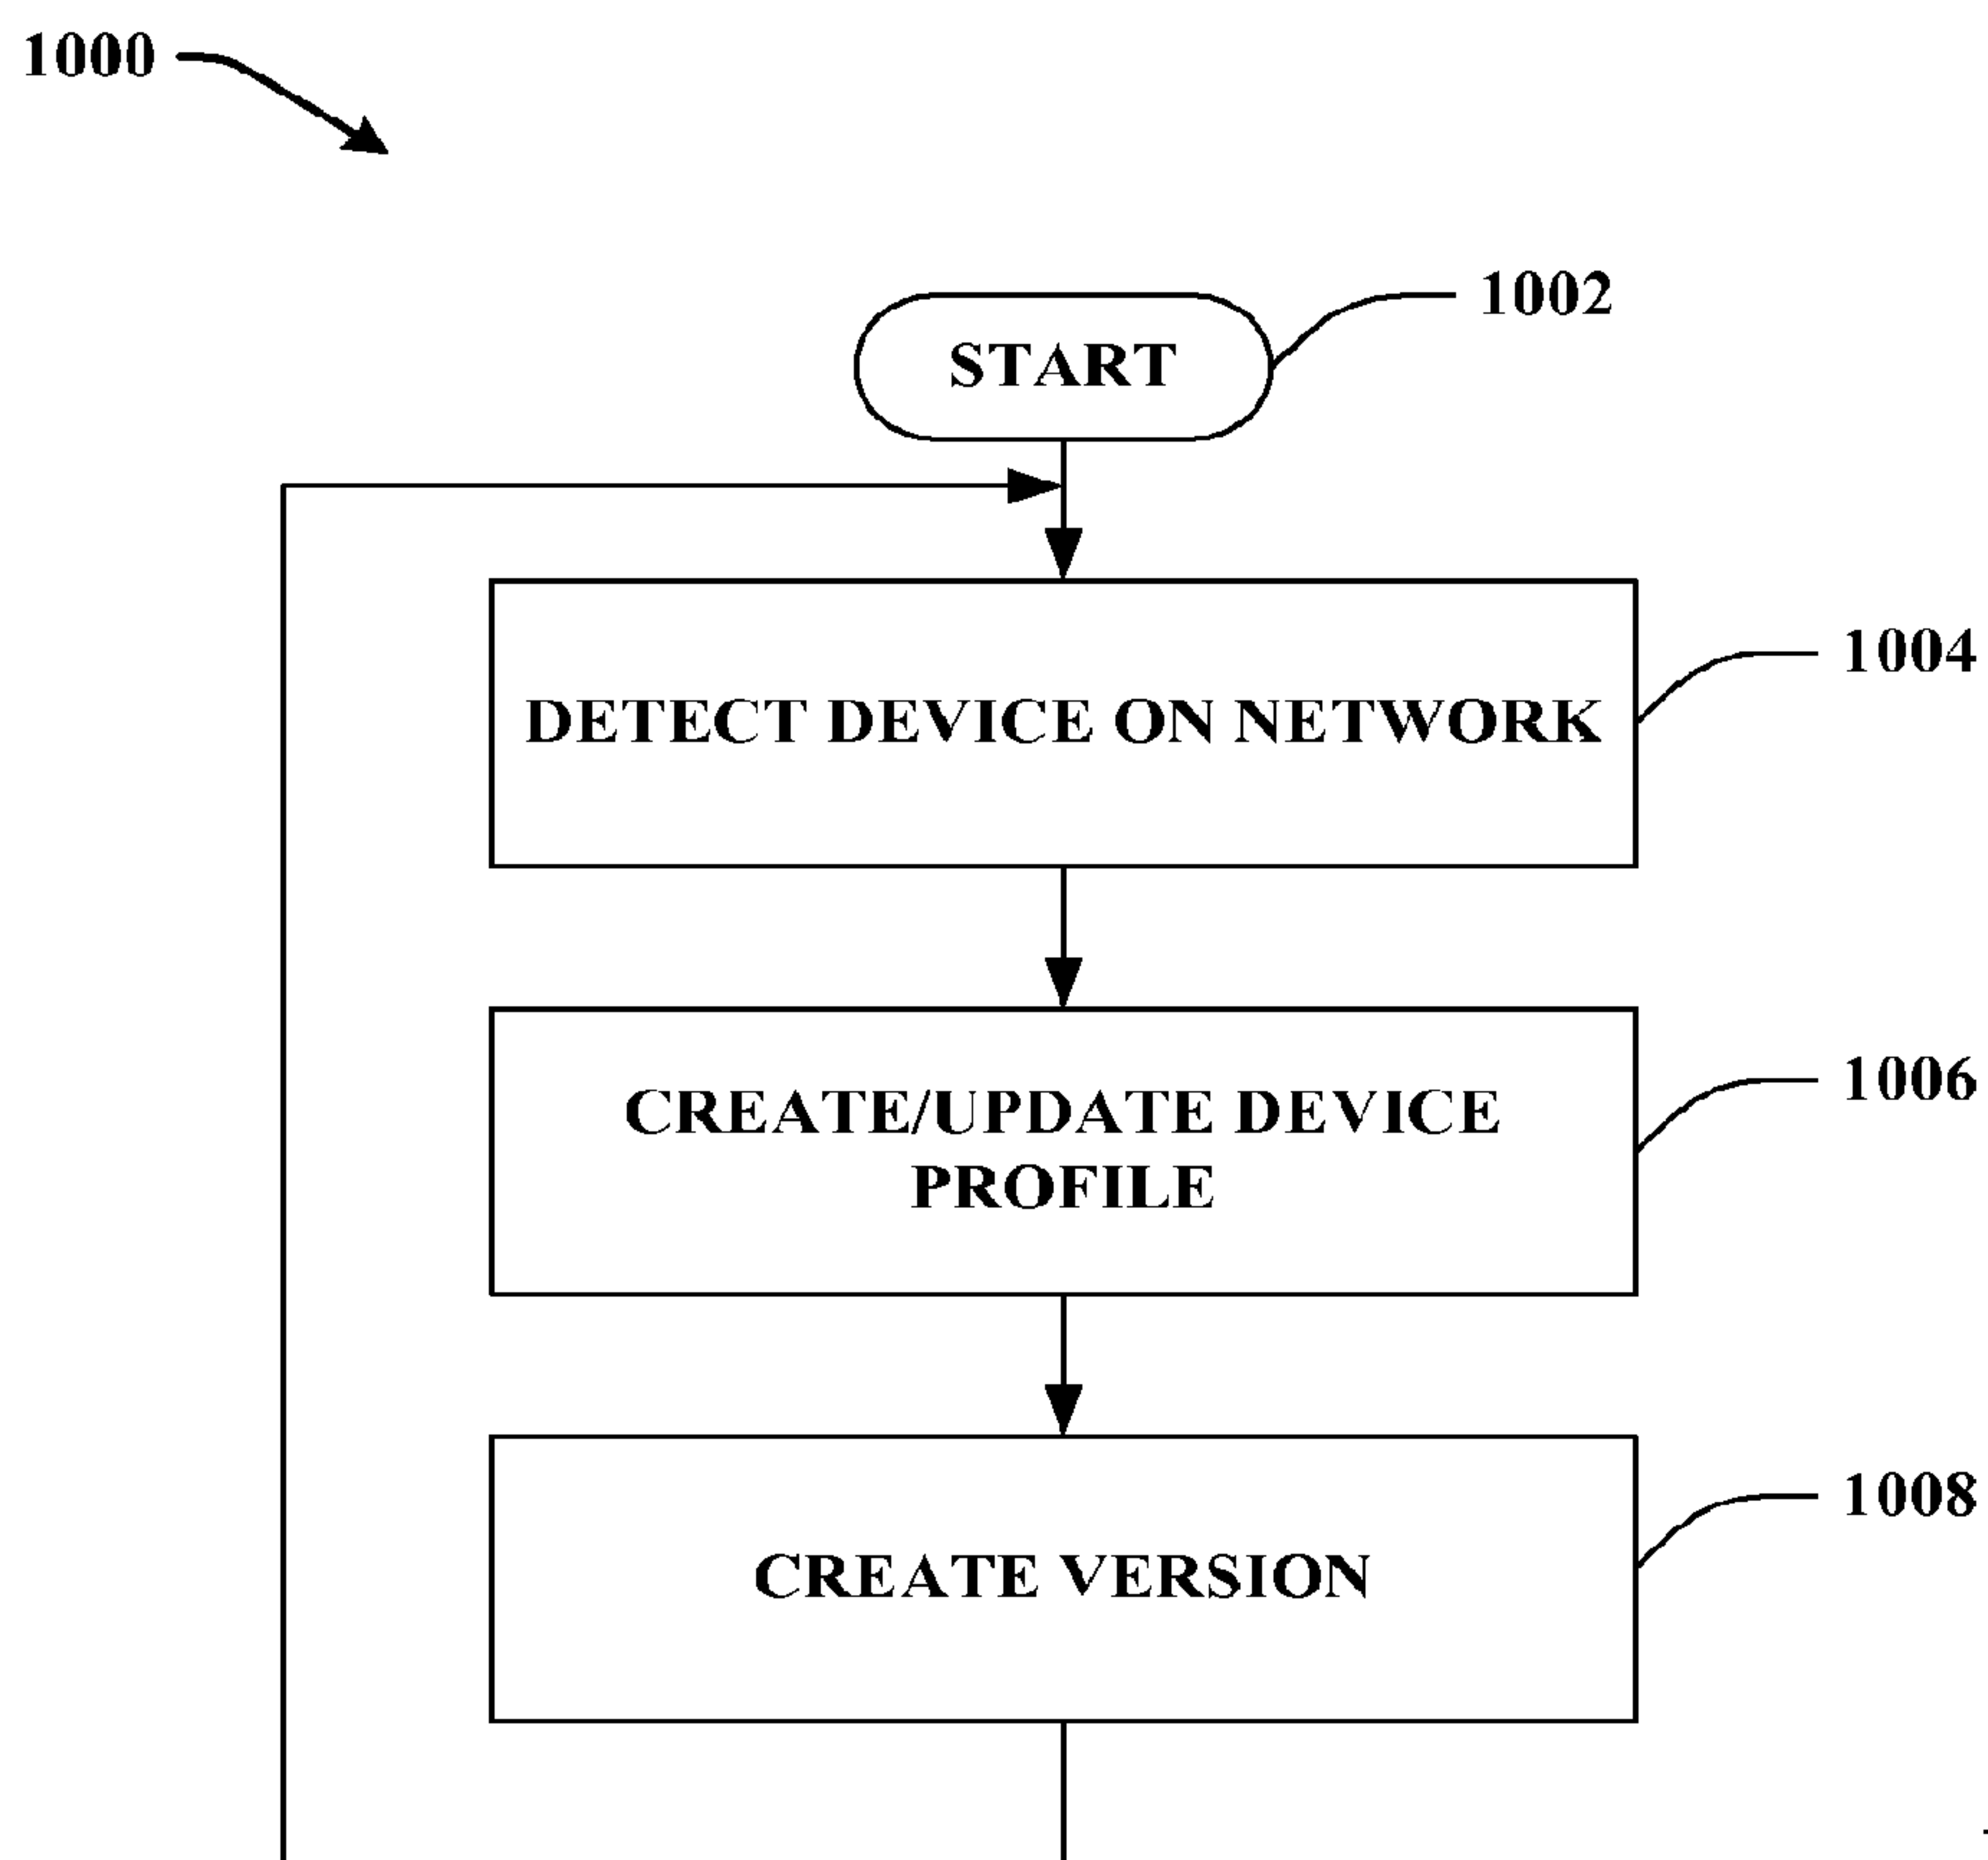 1000
1002
START
1004
DETECT DEVICE ON NETWORK
1006
CREATE/UPDATE DEVICE
PROFILE
1008
CREATE VERSION